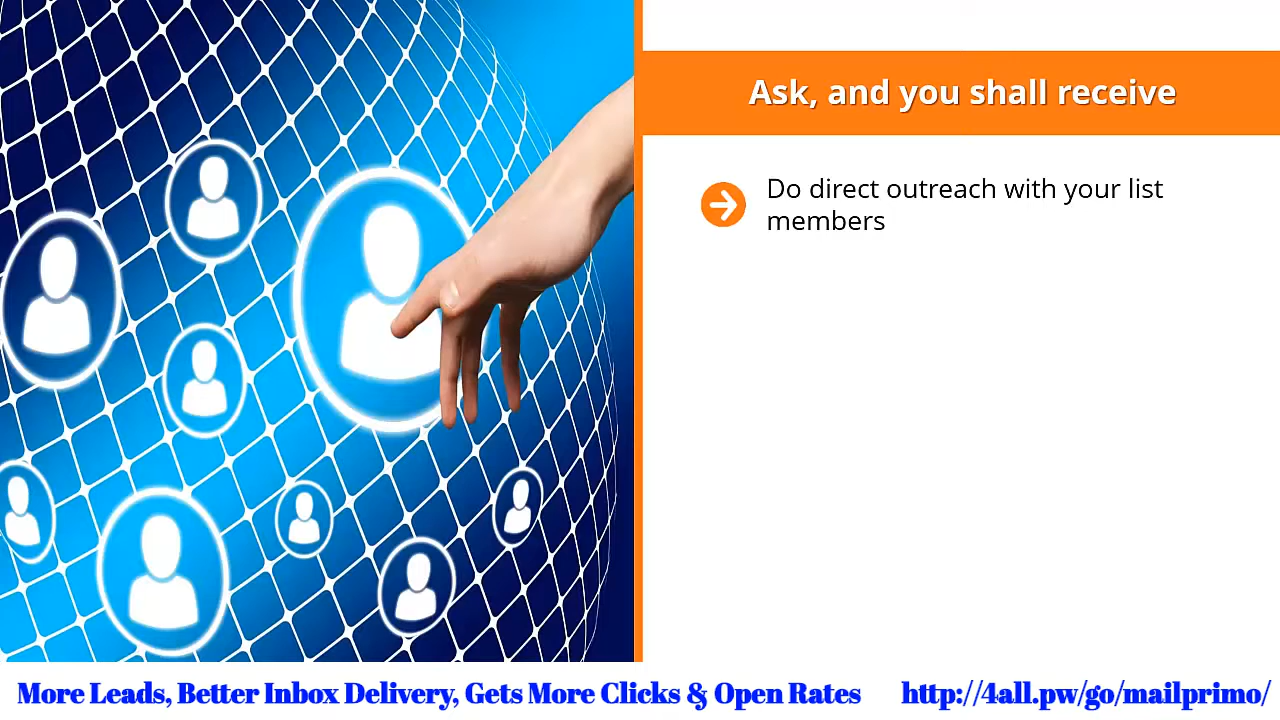 Ask, and you shall receive
Do direct outreach with your list
members
More Leads, Better Inbox Delivery, Gets More Clicks & Open Rates http://4all.pw/go/mailprimo/